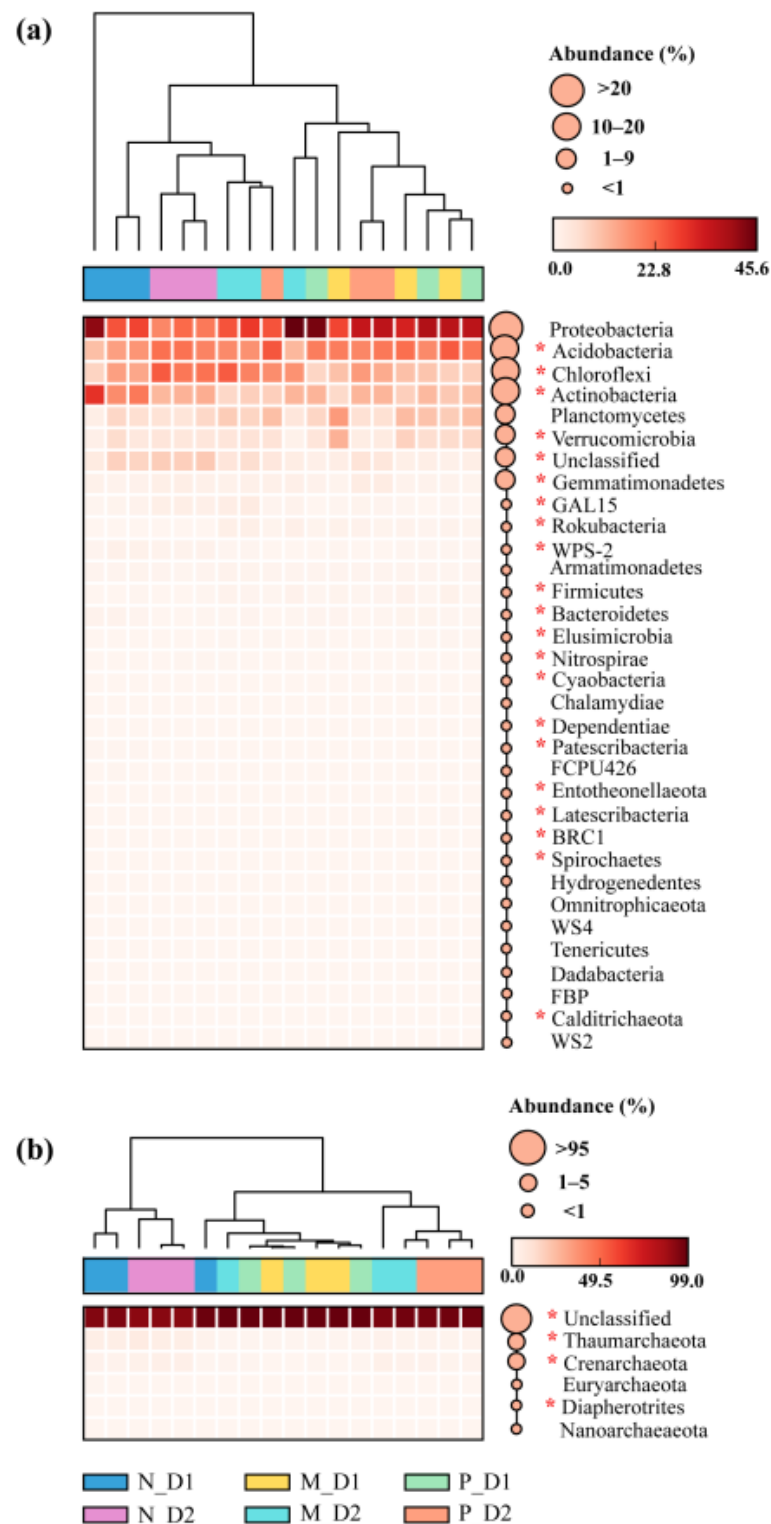 (a)
Abundance (%)
>20
10–20
1–9
<1
0.0 22.8 45.6
Proteobacteria
* Acidobacteria
* Chloroflexi
* Actinobacteria
Planctomycetes
* Verrucomicrobia
* Unclassified
* Gemmatimonadetes
* GAL15
* Rokubacteria
* WPS-2
Armatimonadetes
* Firmicutes
* Bacteroidetes
* Elusimicrobia
* Nitrospirae
* Cyaobacteria
Chalamydiae
* Dependentiae
* Patescribacteria
FCPU426
* Entotheonellaeota
* Latescribacteria
* BRC1
* Spirochaetes
Hydrogenedentes
Omnitrophicaeota
WS4
Tenericutes
Dadabacteria
FBP
* Calditrichaeota
WS2
(b)
Abundance (%)
>95
1–5
<1
0.0 49.5 99.0
* Unclassified
* Thaumarchaeota
* Crenarchaeota
Euryarchaeota
* Diapherotrites
Nanoarchaeaeota
N_D1 M_D1 P_D1
N_D2 M_D2 P_D2